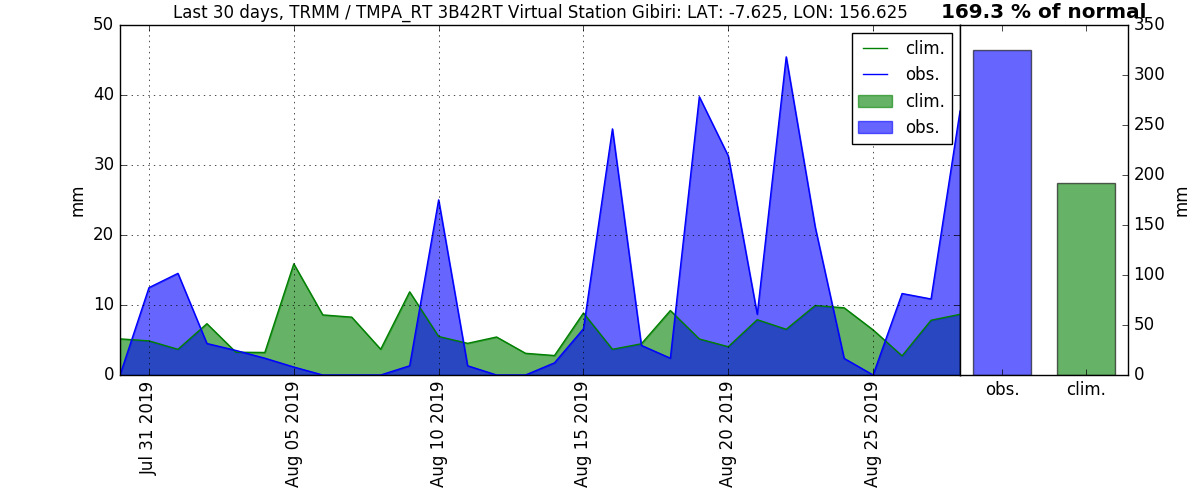 Last 30 days, TRMM / TMPA_RT 3B42RT Virtual Station Gibiri: LAT: -7.625, LON: 156.625
169.3 % of normal
clim.
obs.
clim.
obs.
mm
50
40
30
20
10
0
Jul 31 2019
Aug 05 2019
Aug 10 2019
Aug 15 2019
Aug 20 2019
Aug 25 2019
350
300
250
200
150
100
50
0
mm
obs.
clim.